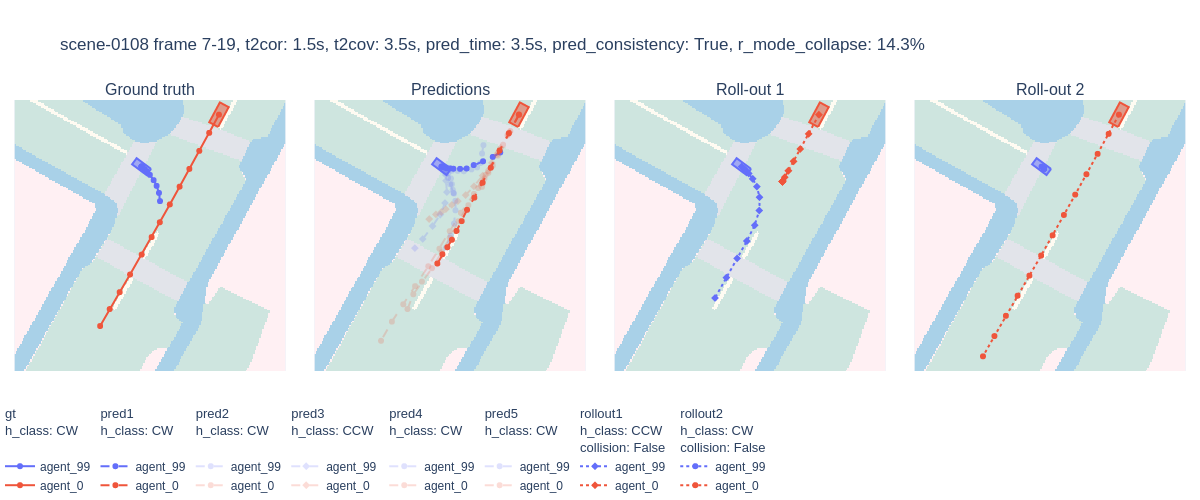 scene-0108 frame 7-19, t2cor: 1.5s, t2cov: 3.5s, pred_time: 3.5s, pred_consistency: True, r_mode_collapse: 14.3%
Ground truth Predictions Roll-out 1 Roll-out 2
gt pred1 pred2 pred3 pred4 pred5 rollout1 rollout2
h_class: CW h_class: CW h_class: CW h_class: CCW h_class: CW h_class: CW h_class: CCW h_class: CW
collision: False collision: False
agent_99 agent_99 agent_99 agent_99 agent_99 agent_99 agent_99 agent_99
agent_0 agent_0 agent_0 agent_0 agent_0 agent_0 agent_0 agent_0